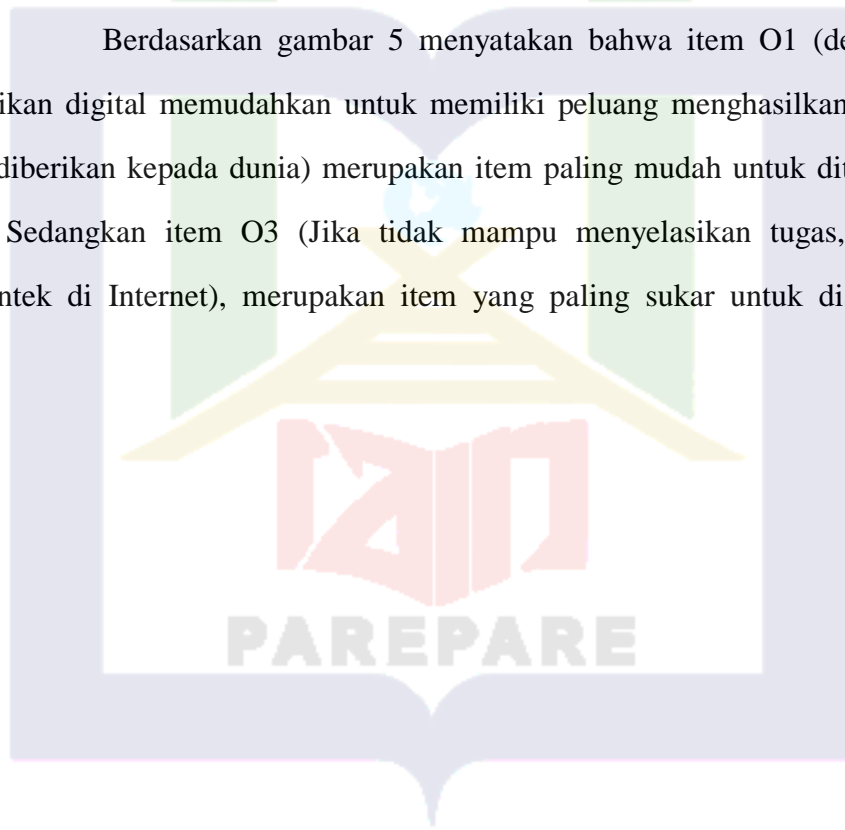 Berdasarkan gambar 5 menyatakan bahwa item O1 (de
ikan digital memudahkan untuk memiliki peluang menghasilkan
diberikan kepada dunia) merupakan item paling mudah untuk dit
Sedangkan item O3 (Jika tidak mampu menyelasikan tugas,
ntek di Internet), merupakan item yang paling sukar untuk di
iain
PAREPARE